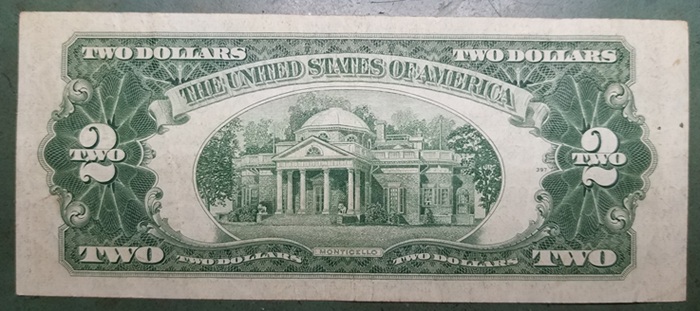 TWO DOLLARS TWO DOLLARS
THE UNITED STATES OF AMERICA
2 2
TWO TWO
MONTICELLO
TWO TWO DOLLARS TWO DOLLARS TWO